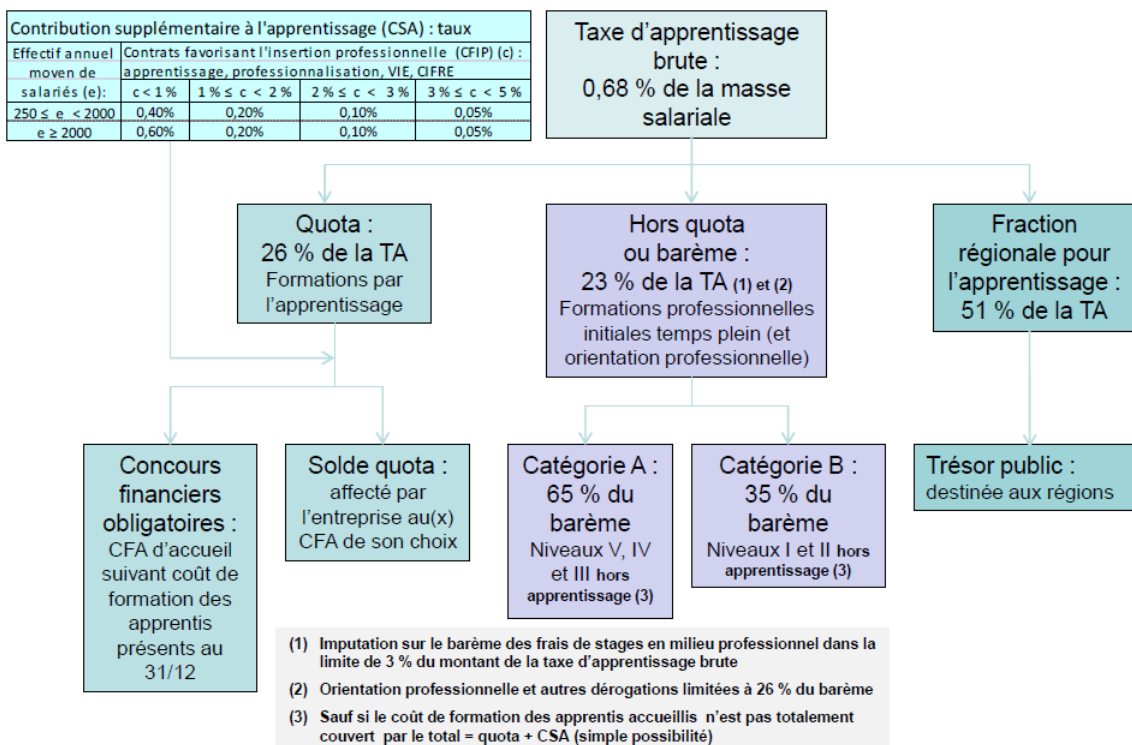 Contribution supplémentaire à l'apprentissage (CSA) : taux
Effectif annuel moyen de salariés (e):
Contrats favorisant l'insertion professionnelle (CFIP) (c) :
apprentissage, professionnalisation, VIE, CIFRE
c < 1 % 1 % ≤ c < 2 % 2 % ≤ c < 3 % 3 % ≤ c < 5 %
250 ≤ e < 2000 0,40% 0,20% 0,10% 0,05%
e ≥ 2000 0,60% 0,20% 0,10% 0,05%
Taxe d'apprentissage
brute :
0,68 % de la masse
salariale
Quota :
26 % de la TA
Formations par
l'apprentissage
Hors quota
ou barème :
23 % de la TA (1) et (2)
Formations professionnelles
initiales temps plein (et
orientation professionnelle)
Fraction
régionale pour
l'apprentissage :
51 % de la TA
Concours
financiers
obligatoires :
CFA d'accueil
suivant coût de
formation des
apprentis
présents au
31/12
Solde quota :
affecté par
l'entreprise au(x)
CFA de son choix
Catégorie A :
65 % du
barème
Niveaux V, IV
et III hors
apprentissage (3)
Catégorie B :
35 % du
barème
Niveaux I et II hors
apprentissage (3)
Trésor public :
destinée aux régions
(1) Imputation sur le barème des frais de stages en milieu professionnel dans la
limite de 3 % du montant de la taxe d'apprentissage brute
(2) Orientation professionnelle et autres dérogations limitées à 26 % du barème
(3) Sauf si le coût de formation des apprentis accueillis n'est pas totalement
couvert par le total = quota + CSA (simple possibilité)